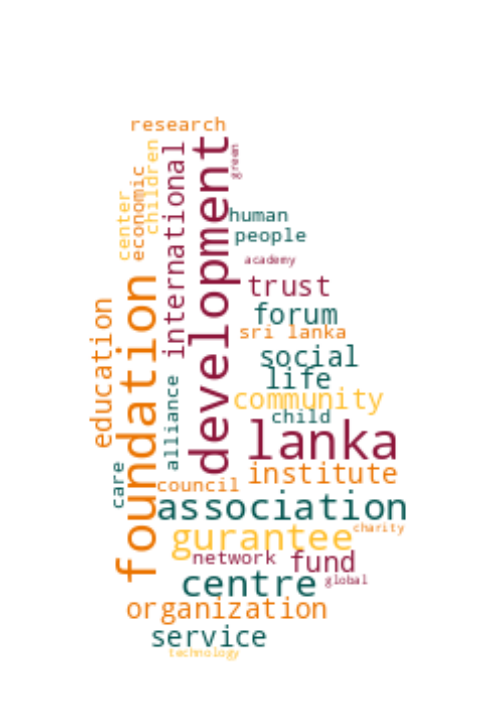 research
green
children
international
development
center
economic
human
people
academy
trust
foundation
education
forum
sri lanka
social
life
alliance
community
child
lanka
care
institute
council
association
charity
gurantee
network
fund
centre
global
organization
service
technology